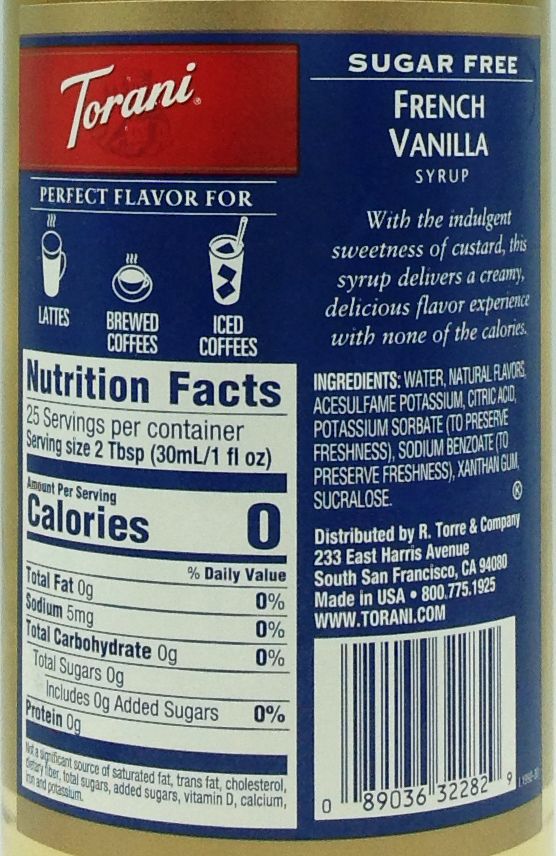 Torani
PERFECT FLAVOR FOR
LATTES
BREWED
COFFEES
ICED
COFFEES
Nutrition Facts
25 Servings per container
Serving size 2 Tbsp (30mL/1 fl oz)
Amount Per Serving
Calories 0
% Daily Value
Total Fat 0g 0%
Sodium 5mg 0%
Total Carbohydrate 0g 0%
Total Sugars 0g
Includes 0g Added Sugars 0%
Protein 0g
Not a significant source of saturated fat, trans fat, cholesterol,
dietary fiber, total sugars, added sugars, vitamin D, calcium,
iron and potassium.
SUGAR FREE
FRENCH
VANILLA
SYRUP
With the indulgent
sweetness of custard, this
syrup delivers a creamy,
delicious flavor experience
with none of the calories.
INGREDIENTS: WATER, NATURAL FLAVORS,
ACESULFAME POTASSIUM, CITRIC ACID,
POTASSIUM SORBATE (TO PRESERVE
FRESHNESS), SODIUM BENZOATE (TO
PRESERVE FRESHNESS), XANTHAN GUM,
SUCRALOSE.
Distributed by R. Torre & Company
233 East Harris Avenue
South San Francisco, CA 94080
Made in USA • 800.775.1925
WWW.TORANI.COM
0 89036 32282 9